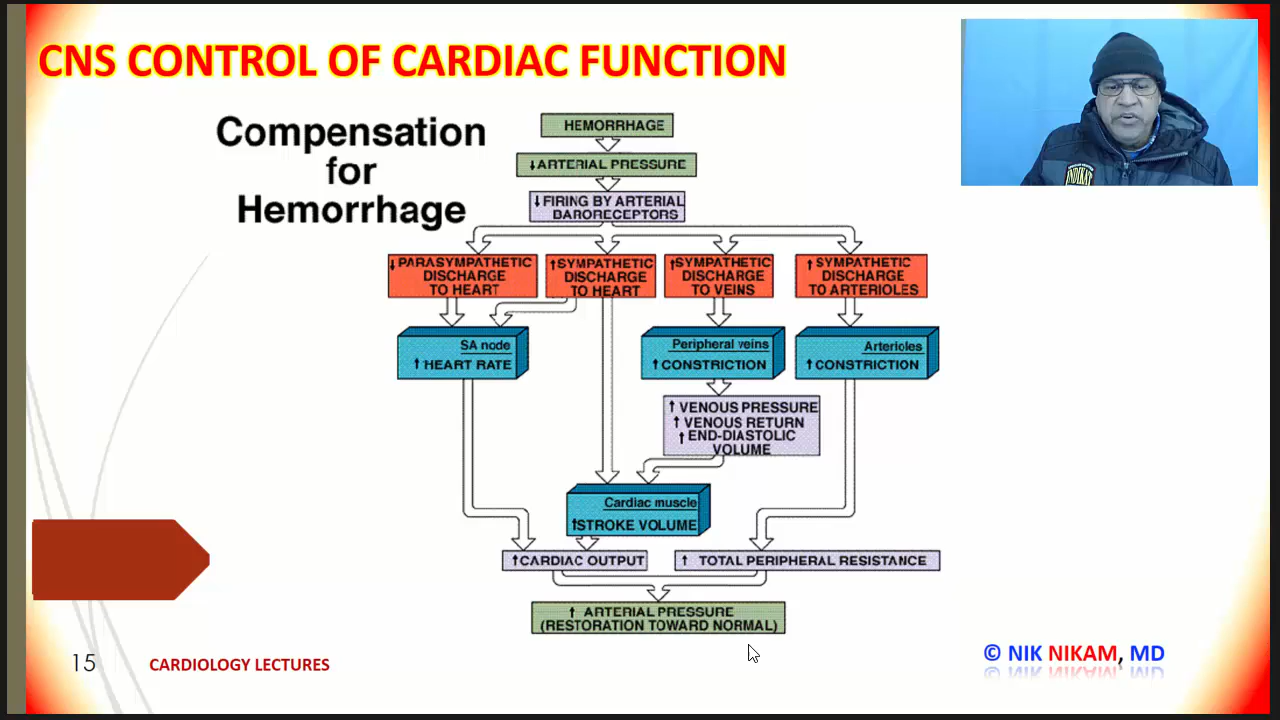 CNS CONTROL OF CARDIAC FUNCTION
Compensation
for
Hemorrhage
HEMORRHAGE
↓ARTERIAL PRESSURE
↓FIRING BY ARTERIAL
BARORECEPTORS
↓PARASYMPATHETIC
DISCHARGE
TO HEART
↑SYMPATHETIC
DISCHARGE
TO HEART
↑SYMPATHETIC
DISCHARGE
TO VEINS
↑SYMPATHETIC
DISCHARGE
TO ARTERIOLES
SA node
↑HEART RATE
Peripheral veins
↑CONSTRICTION
Arterioles
↑CONSTRICTION
↑VENOUS PRESSURE
↑VENOUS RETURN
↑END-DIASTOLIC
VOLUME
Cardiac muscle
↑STROKE VOLUME
↑CARDIAC OUTPUT
↑ TOTAL PERIPHERAL RESISTANCE
↑ ARTERIAL PRESSURE
(RESTORATION TOWARD NORMAL)
15
CARDIOLOGY LECTURES
© NIK NIKAM, MD